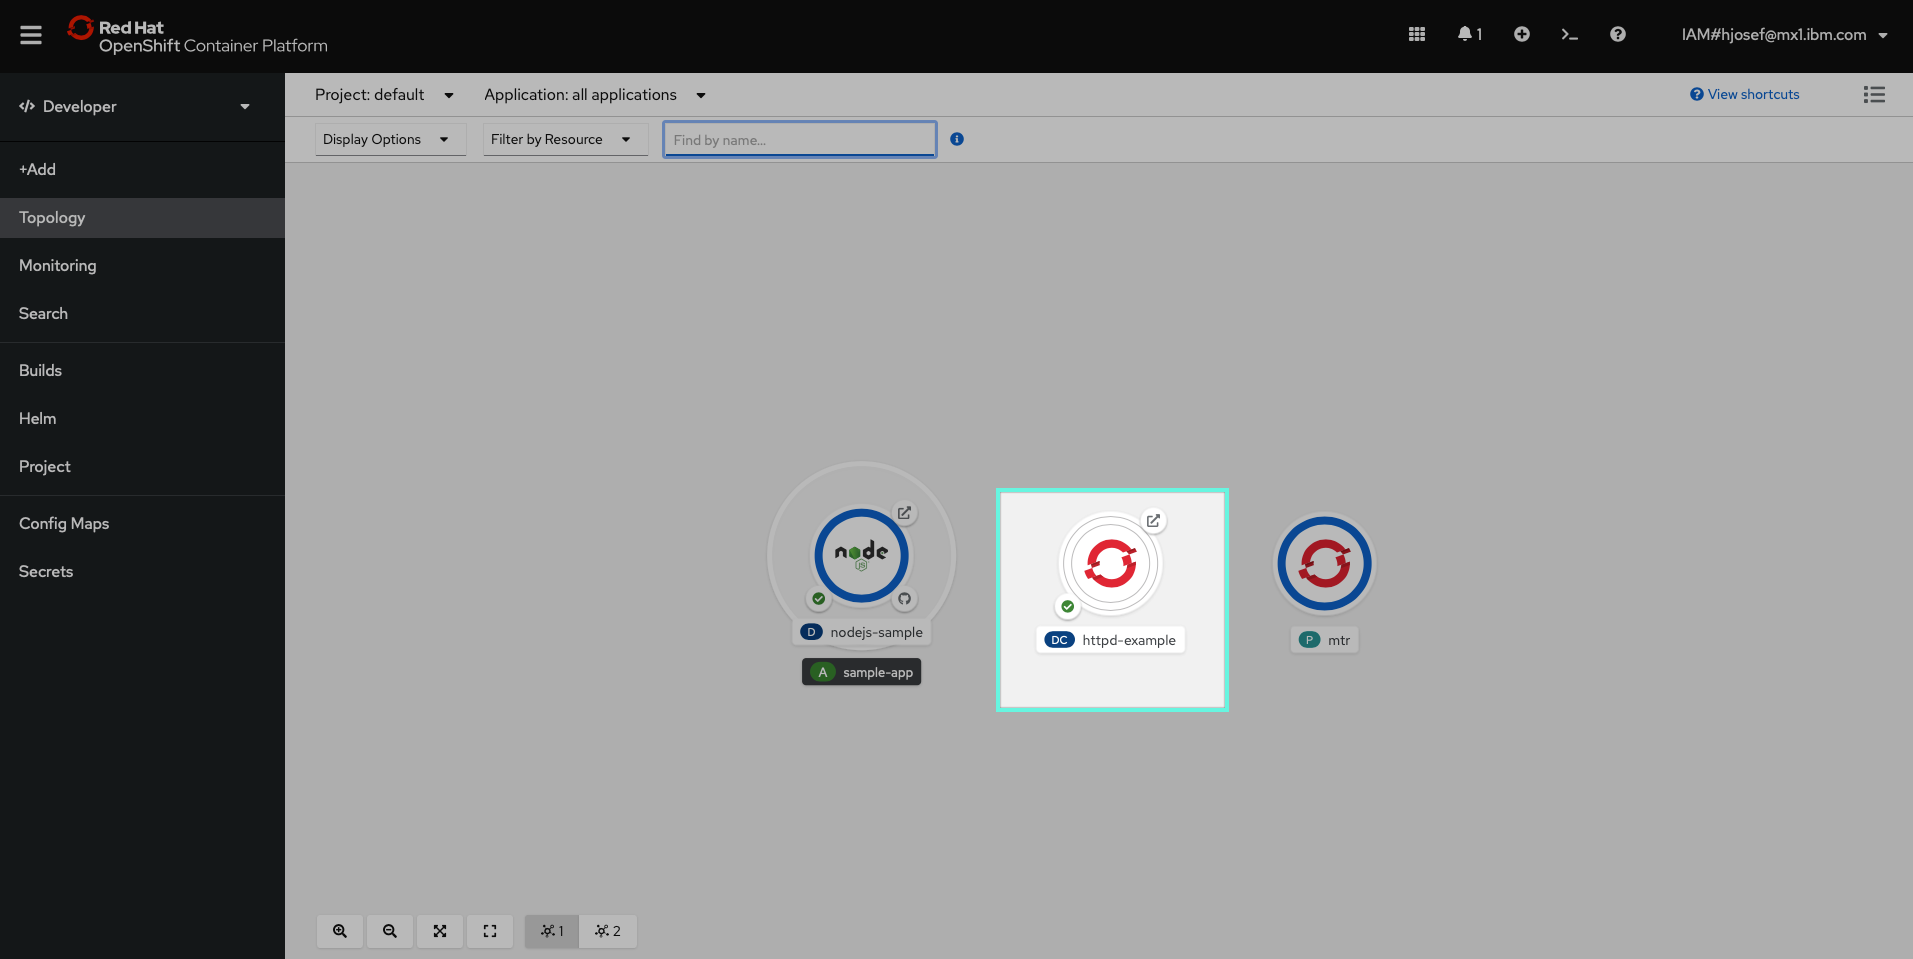 Red Hat
OpenShift Container Platform
1
IAM#hjosef@mx1.ibm.com
Developer
Project: default
Application: all applications
View shortcuts
Display Options
Filter by Resource
Find by name...
+Add
Topology
Monitoring
Search
Builds
Helm
Project
Config Maps
Secrets
node
JS
D nodejs-sample
A sample-app
DC httpd-example
P mtr
1
2